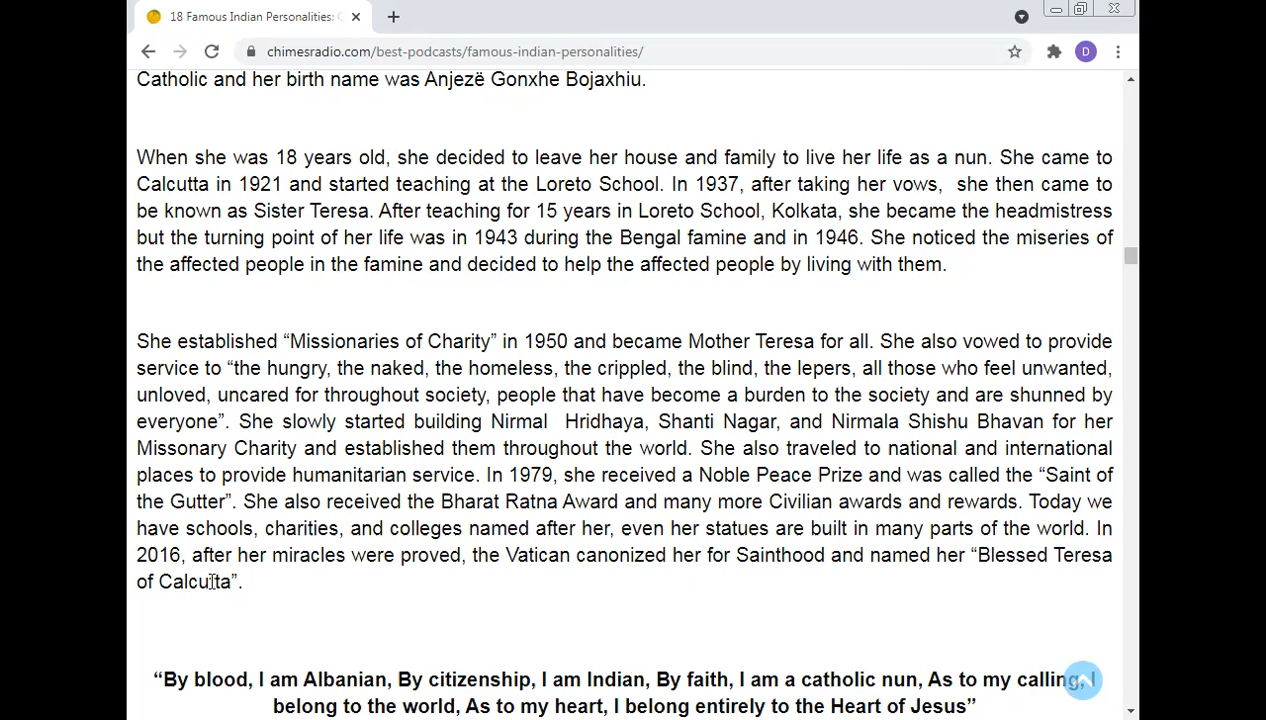 18 Famous Indian Personalities:
chimesradio.com/best-podcasts/famous-indian-personalities/
D
Catholic and her birth name was Anjezë Gonxhe Bojaxhiu.
When she was 18 years old, she decided to leave her house and family to live her life as a nun. She came to
Calcutta in 1921 and started teaching at the Loreto School. In 1937, after taking her vows,  she then came to
be known as Sister Teresa. After teaching for 15 years in Loreto School, Kolkata, she became the headmistress
but the turning point of her life was in 1943 during the Bengal famine and in 1946. She noticed the miseries of
the affected people in the famine and decided to help the affected people by living with them.
She established “Missionaries of Charity” in 1950 and became Mother Teresa for all. She also vowed to provide
service to “the hungry, the naked, the homeless, the crippled, the blind, the lepers, all those who feel unwanted,
unloved, uncared for throughout society, people that have become a burden to the society and are shunned by
everyone”. She slowly started building Nirmal  Hridhaya, Shanti Nagar, and Nirmala Shishu Bhavan for her
Missonary Charity and established them throughout the world. She also traveled to national and international
places to provide humanitarian service. In 1979, she received a Noble Peace Prize and was called the “Saint of
the Gutter”. She also received the Bharat Ratna Award and many more Civilian awards and rewards. Today we
have schools, charities, and colleges named after her, even her statues are built in many parts of the world. In
2016, after her miracles were proved, the Vatican canonized her for Sainthood and named her “Blessed Teresa
of Calcutta”.
“By blood, I am Albanian, By citizenship, I am Indian, By faith, I am a catholic nun, As to my calling, I
belong to the world, As to my heart, I belong entirely to the Heart of Jesus”